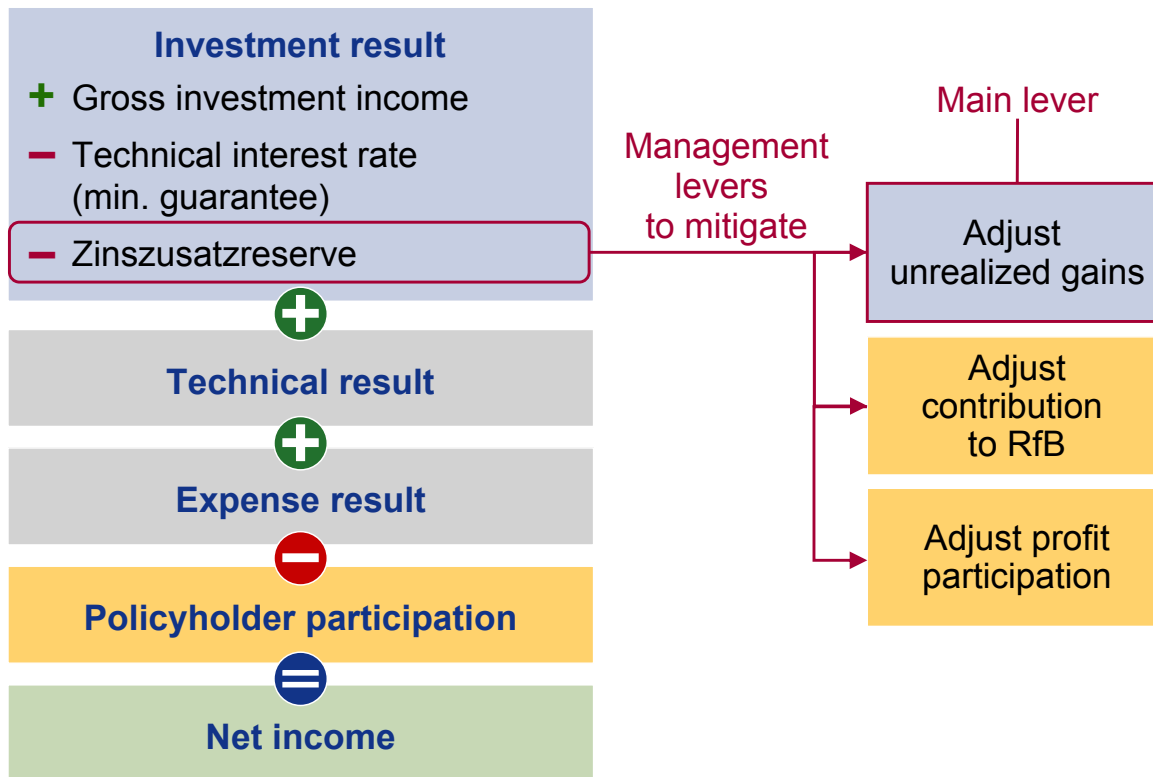 Investment result
+ Gross investment income
− Technical interest rate
(min. guarantee)
− Zinszusatzreserve
+
Technical result
+
Expense result
−
Policyholder participation
=
Net income
Management
levers
to mitigate
Main lever
Adjust
unrealized gains
Adjust
contribution
to RfB
Adjust profit
participation